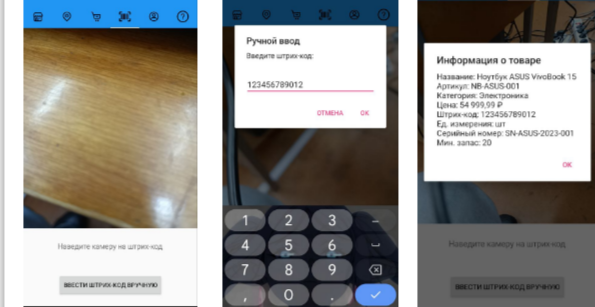 Наведите камеру на штрих-код
ВВЕСТИ ШТРИХ-КОД ВРУЧНУЮ
Ручной ввод
Введите штрих-код:
123456789012
ОТМЕНА ОК
1 2 3 –
4 5 6
7 8 9
, 0 .
Информация о товаре
Название: Ноутбук ASUS VivoBook 15
Артикул: NB-ASUS-001
Категория: Электроника
Цена: 54 999,99 ₽
Штрих-код: 123456789012
Ед. измерения: шт
Серийный номер: SN-ASUS-2023-001
Мин. запас: 20
ОК
Наведите камеру на штрих-код
ВВЕСТИ ШТРИХ-КОД ВРУЧНУЮ